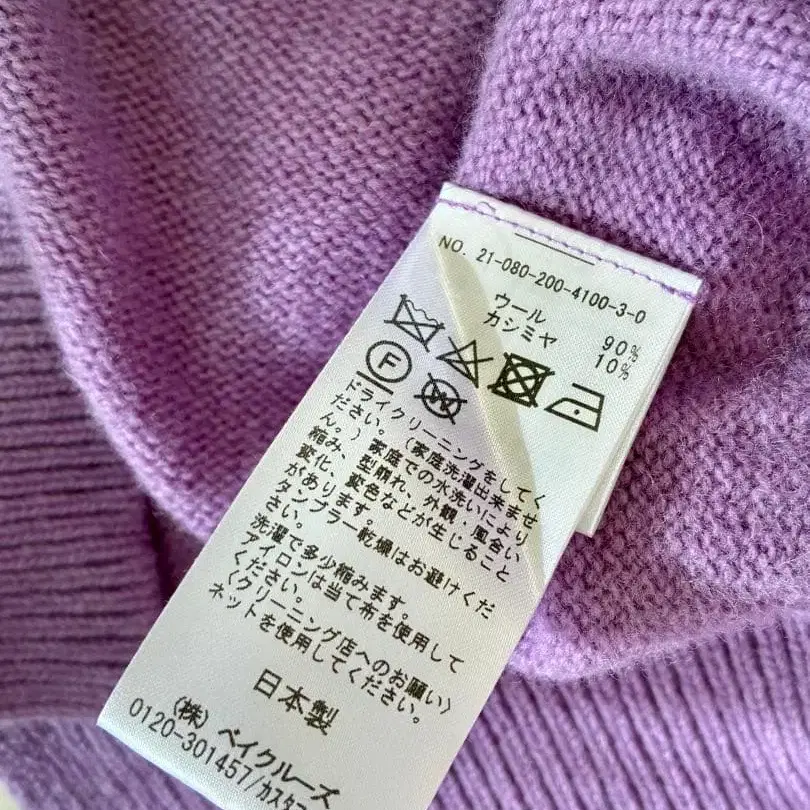 NO. 21-080-200-4100-3-0
ウール 90%
カシミヤ 10%
F
W
ドライクリーニングをしてく
ださい。(家庭洗濯出来ませ
ん。)
縮み、家庭での水洗いにより
変化、型崩れ、外観・風合い
があります。変色などが生じること
タンブラー乾燥はお避けくだ
さい。
洗濯で多少縮みます。
アイロンは当て布を使用して
ください。
〈クリーニング店へのお願い〉
ネットを使用してください。
日本製
(株)ベイクルーズ
0120-301457/カスタマ